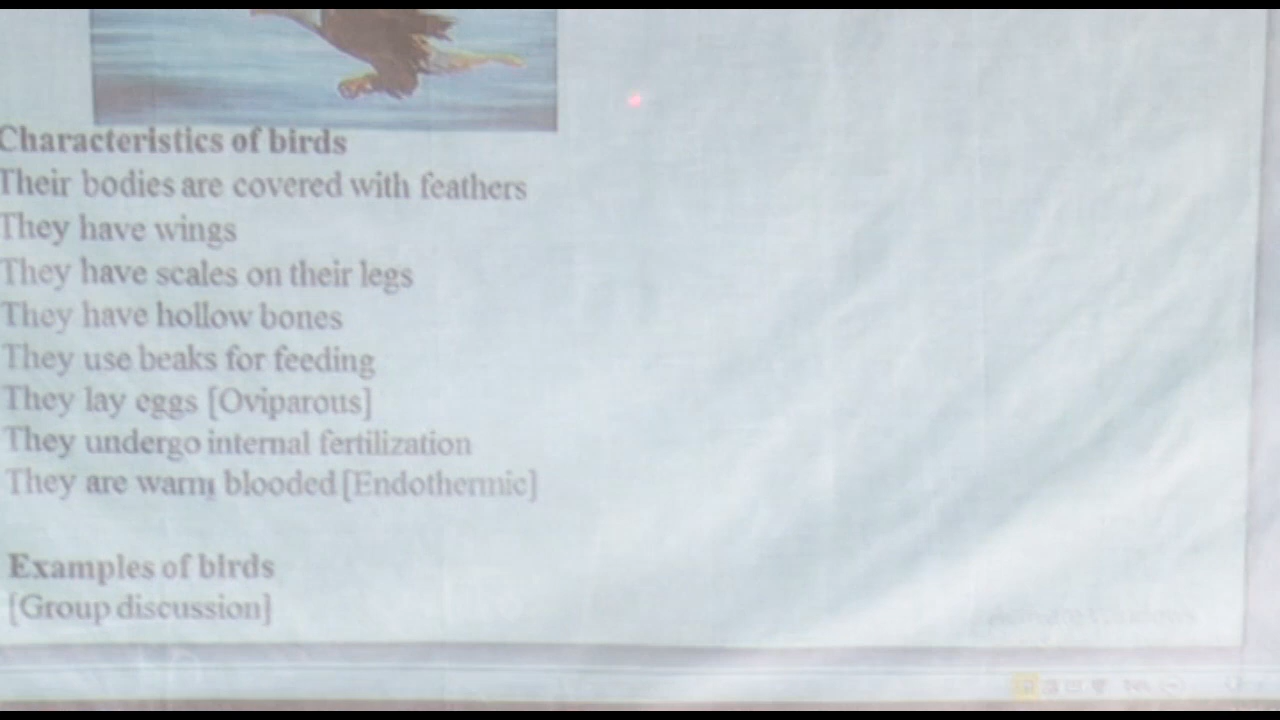 Characteristics of birds
Their bodies are covered with feathers
They have wings
They have scales on their legs
They have hollow bones
They use beaks for feeding
They lay eggs [Oviparous]
They undergo internal fertilization
They are warm blooded [Endothermic]
Examples of birds
[Group discussion]